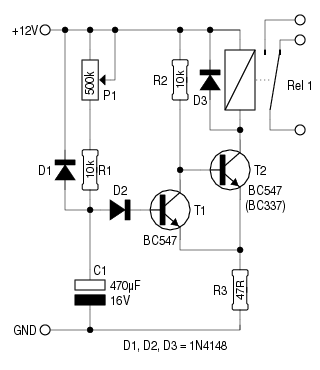 +12V
500k
P1
R2
10k
D3
Rel 1
D1
10k
R1
D2
T2
BC547
(BC337)
T1
BC547
C1
470µF
16V
R3
47R
GND
D1, D2, D3 = 1N4148